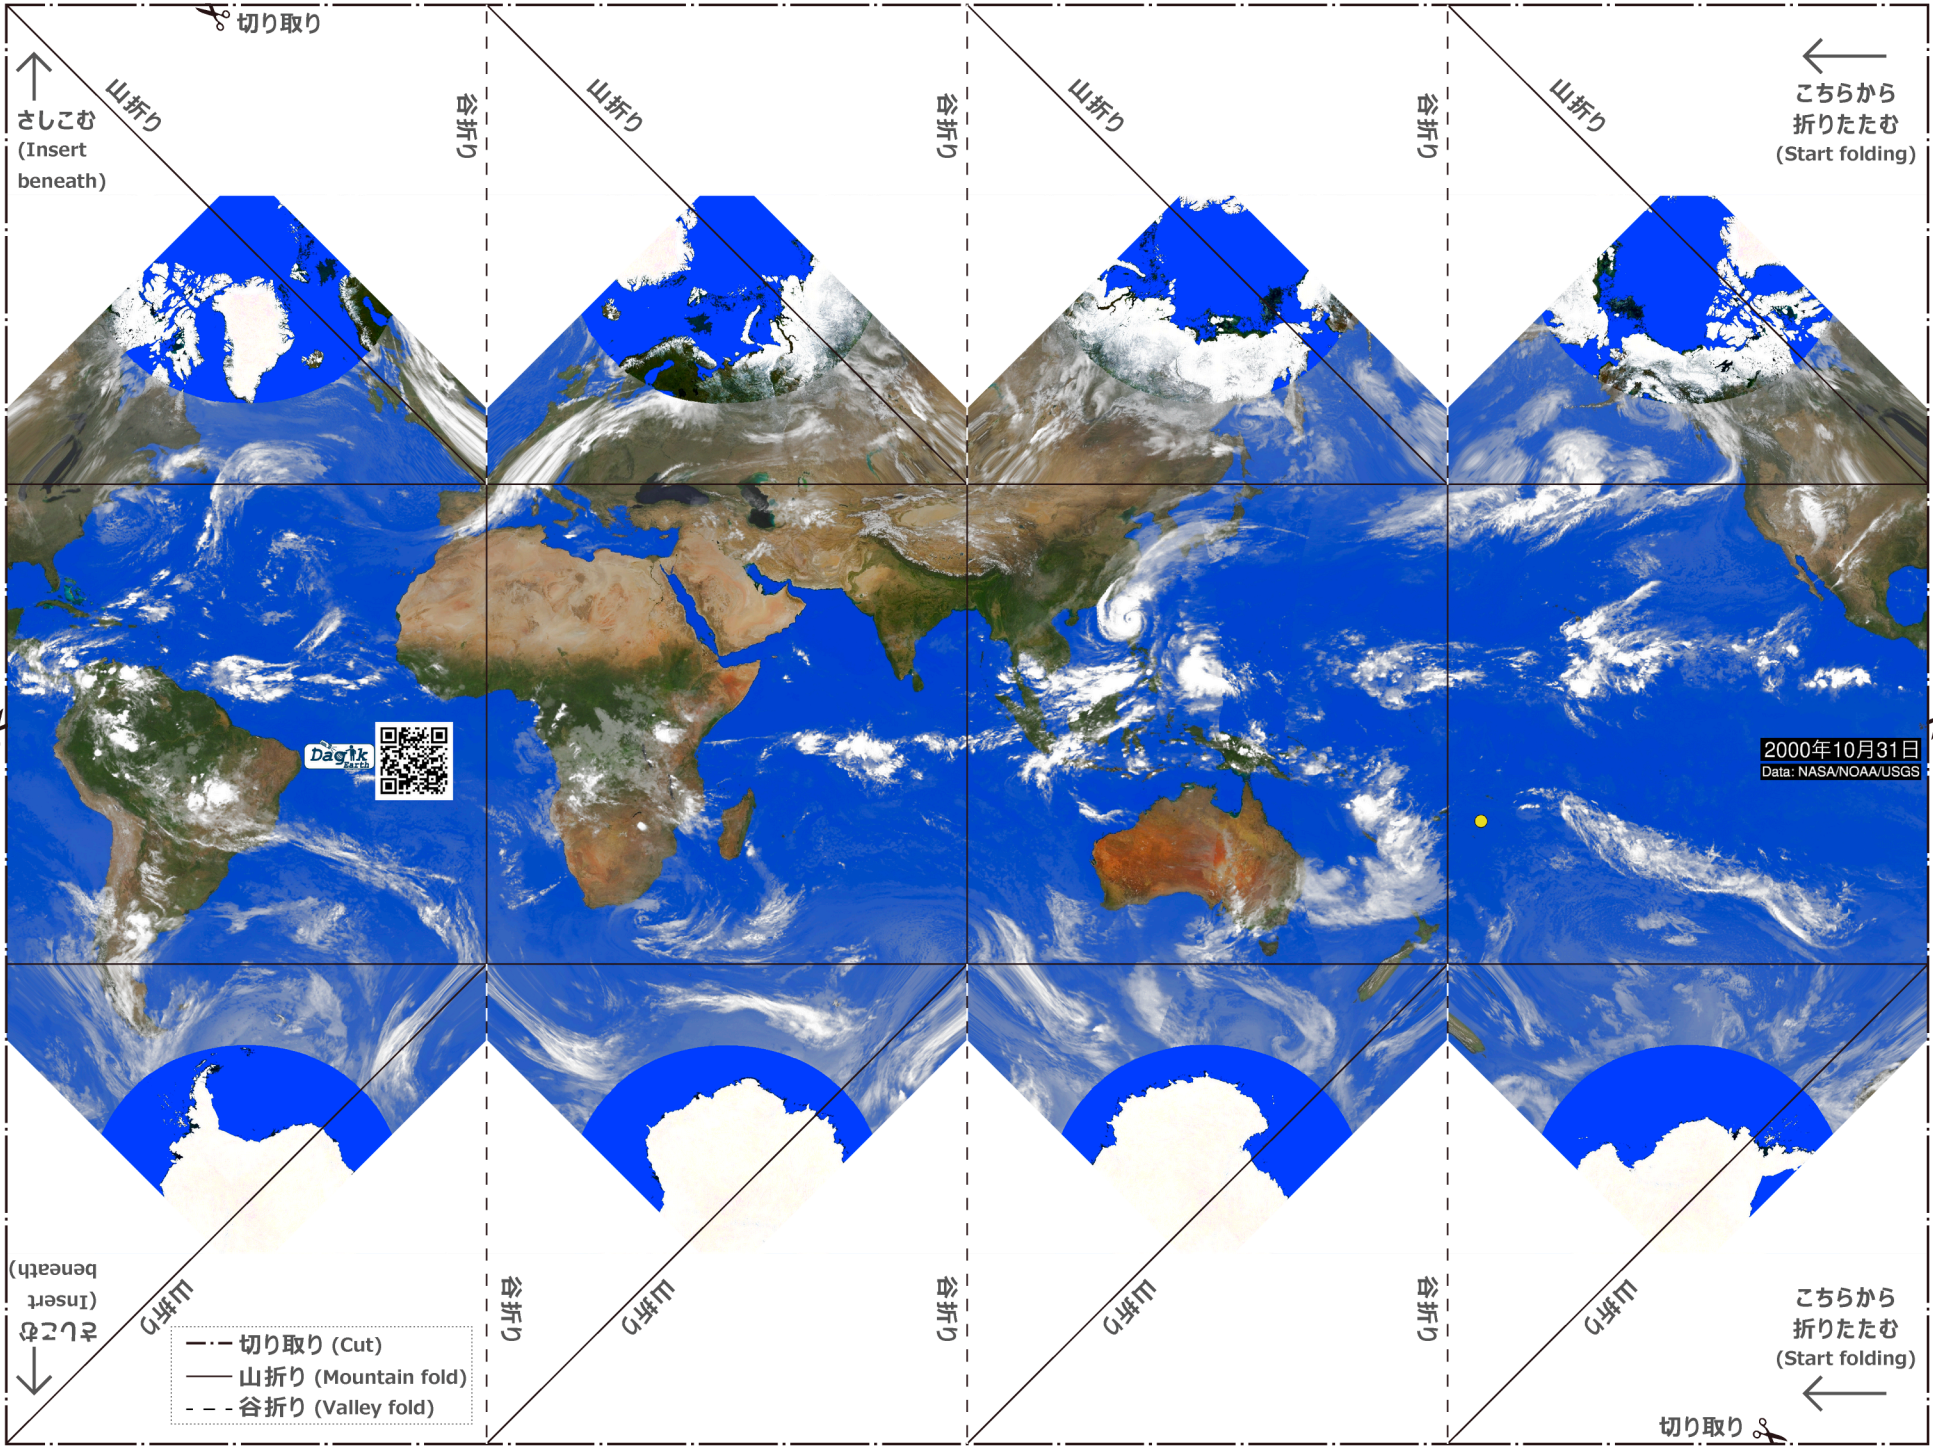 切り取り
さしこむ
(Insert
beneath)
山折り
谷折り
山折り
谷折り
山折り
谷折り
山折り
こちらから
折りたたむ
(Start folding)
Dagik
Earth
2000年10月31日
Data: NASA/NOAA/USGS
さしこむ
(Insert
beneath)
山折り
谷折り
山折り
谷折り
山折り
谷折り
山折り
こちらから
折りたたむ
(Start folding)
切り取り (Cut)
山折り (Mountain fold)
谷折り (Valley fold)
切り取り